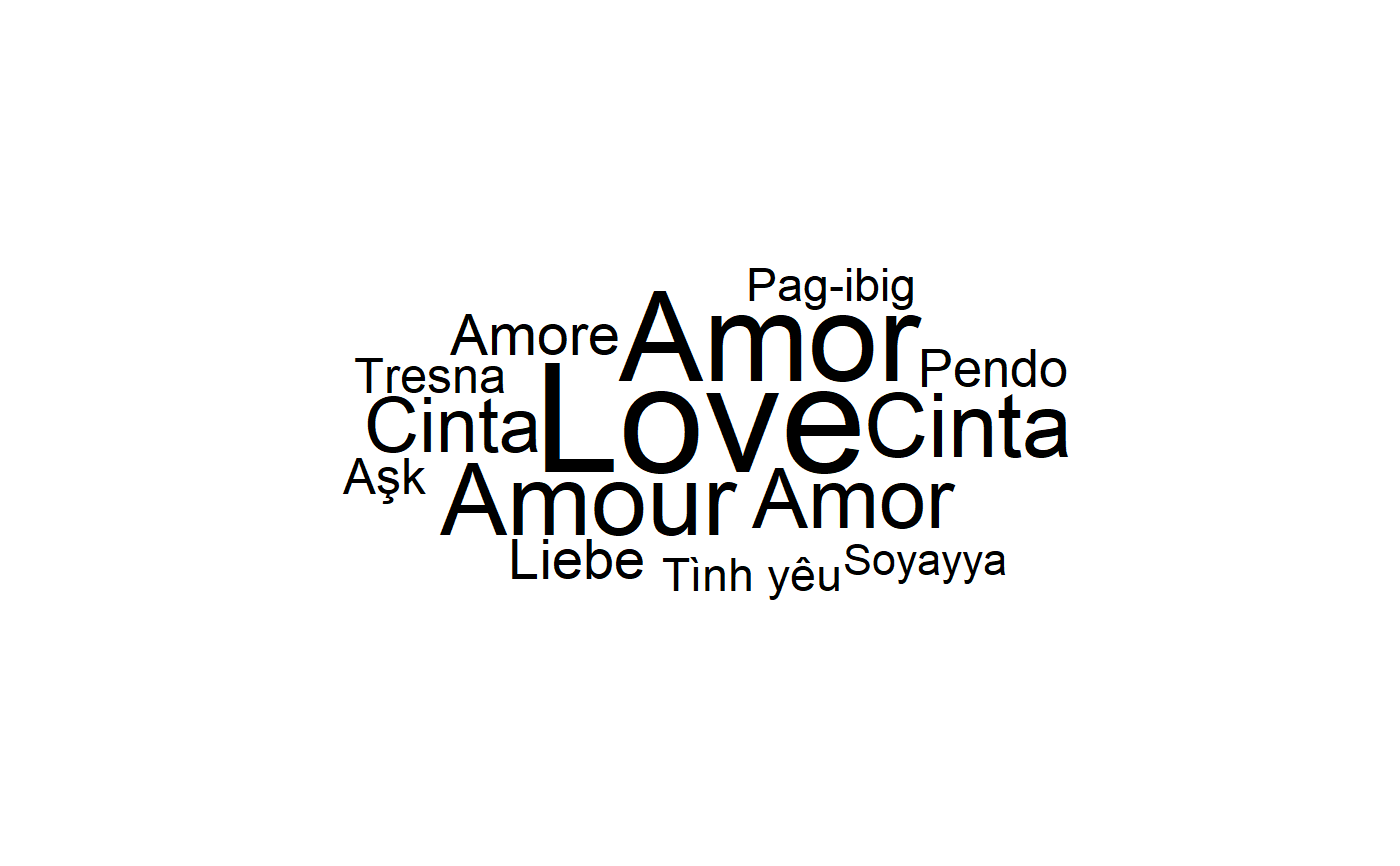 Pag-ibig
Amor
Amore
Pendo
Tresna
Love
Cinta
Cinta
Aşk
Amour
Amor
Liebe
Tình yêu
Soyayya